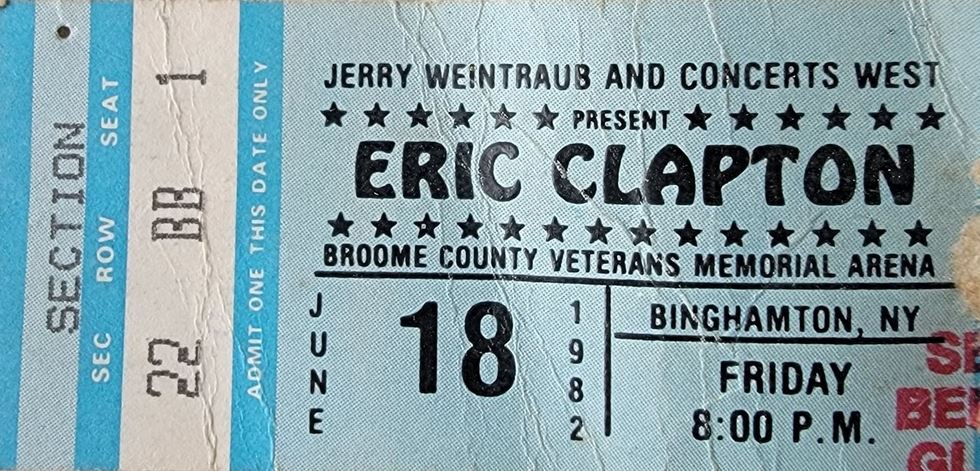 SECTION
SEC ROW SEAT
22 BB 1
ADMIT ONE THIS DATE ONLY
JERRY WEINTRAUB AND CONCERTS WEST
PRESENT
ERIC CLAPTON
BROOME COUNTY VETERANS MEMORIAL ARENA
JUNE
18
1982
BINGHAMTON, NY
FRIDAY
8:00 P.M.